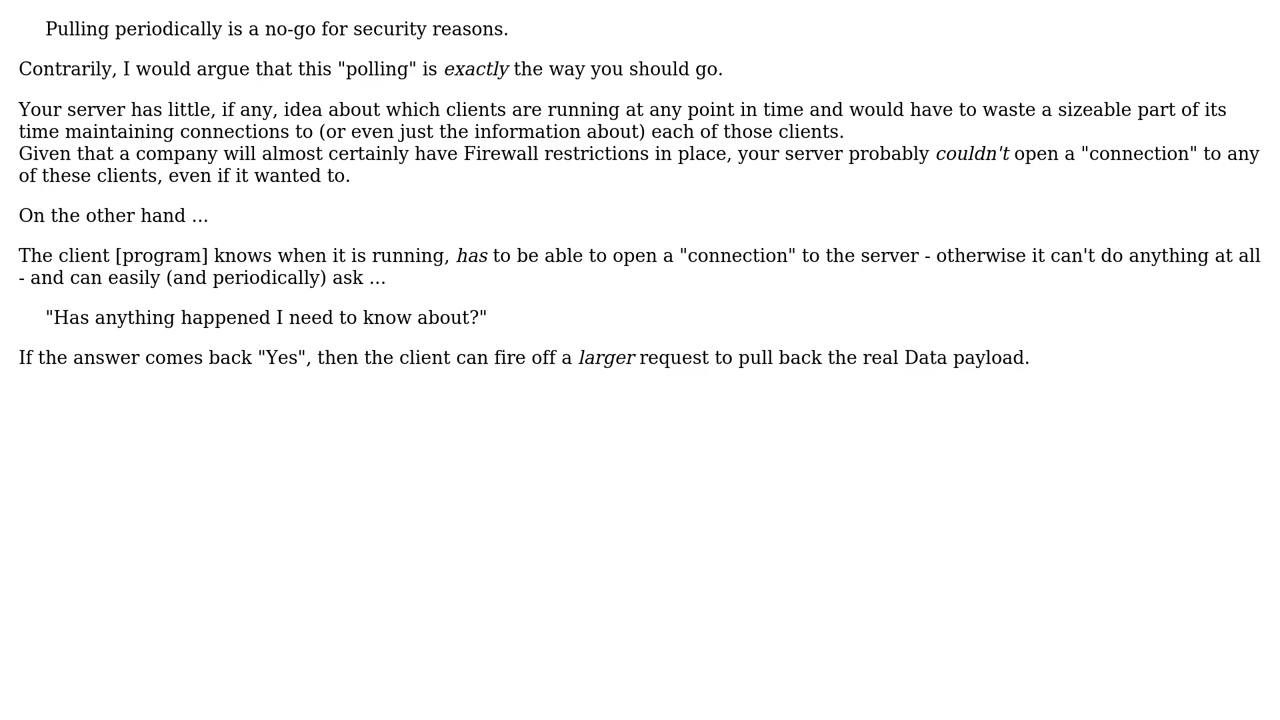 Pulling periodically is a no-go for security reasons.
Contrarily, I would argue that this "polling" is exactly the way you should go.
Your server has little, if any, idea about which clients are running at any point in time and would have to waste a sizeable part of its
time maintaining connections to (or even just the information about) each of those clients.
Given that a company will almost certainly have Firewall restrictions in place, your server probably couldn't open a "connection" to any
of these clients, even if it wanted to.
On the other hand ...
The client [program] knows when it is running, has to be able to open a "connection" to the server - otherwise it can't do anything at all
- and can easily (and periodically) ask ...
"Has anything happened I need to know about?"
If the answer comes back "Yes", then the client can fire off a larger request to pull back the real Data payload.